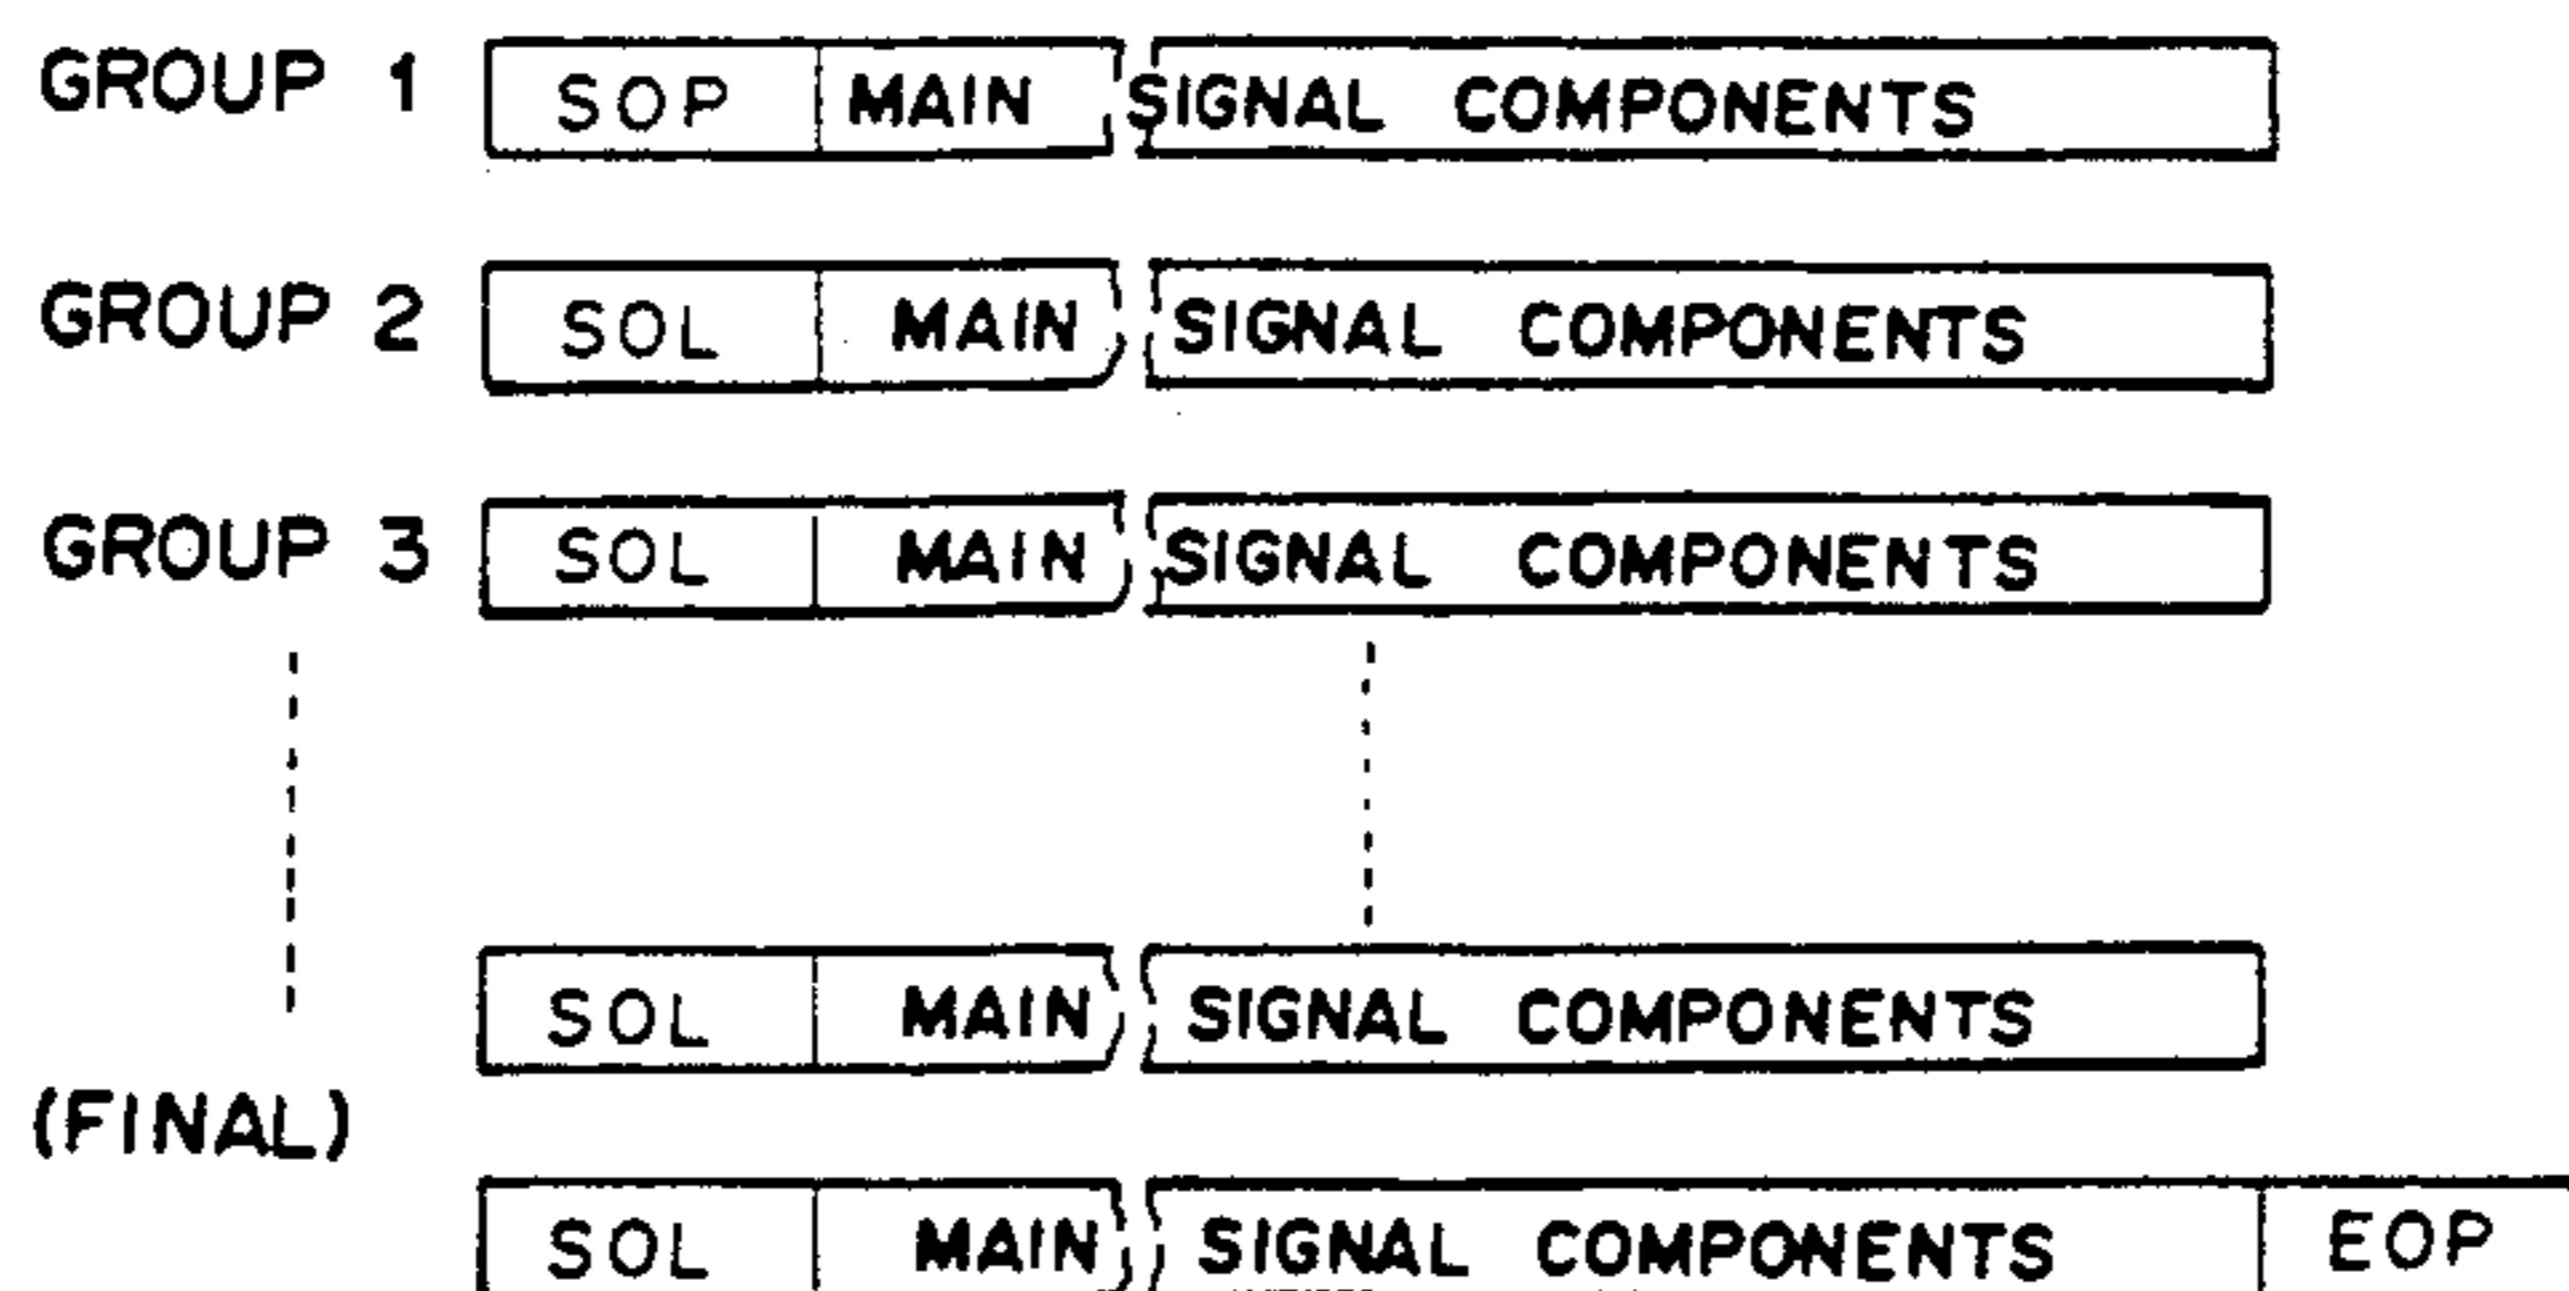 GROUP 1 SOP MAIN SIGNAL COMPONENTS
GROUP 2 SOL MAIN SIGNAL COMPONENTS
GROUP 3 SOL MAIN SIGNAL COMPONENTS
SOL MAIN SIGNAL COMPONENTS
(FINAL)
SOL MAIN SIGNAL COMPONENTS EOP